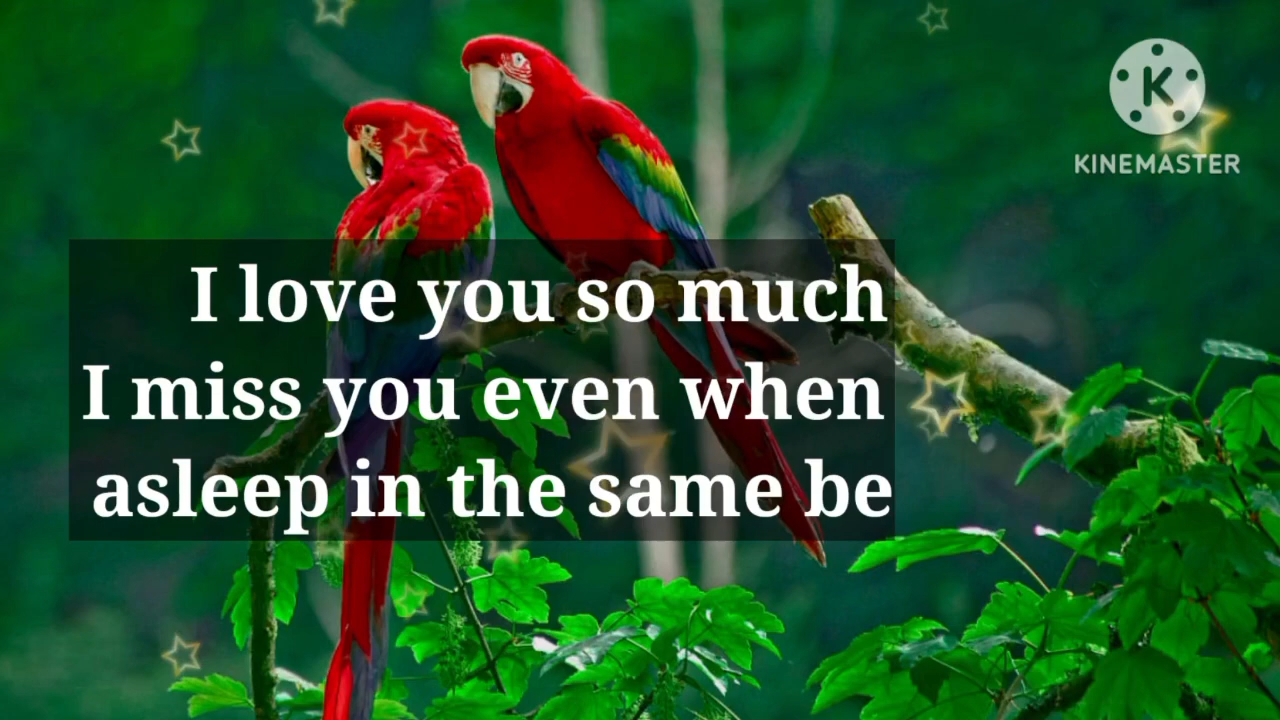 K
KINEMASTER
I love you so much
I miss you even when
asleep in the same be